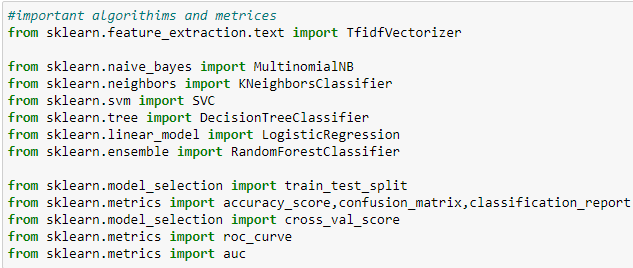 #important algorithims and metrices
from sklearn.feature_extraction.text import TfidfVectorizer
from sklearn.naive_bayes import MultinomialNB
from sklearn.neighbors import KNeighborsClassifier
from sklearn.svm import SVC
from sklearn.tree import DecisionTreeClassifier
from sklearn.linear_model import LogisticRegression
from sklearn.ensemble import RandomForestClassifier
from sklearn.model_selection import train_test_split
from sklearn.metrics import accuracy_score,confusion_matrix,classification_report
from sklearn.model_selection import cross_val_score
from sklearn.metrics import roc_curve
from sklearn.metrics import auc